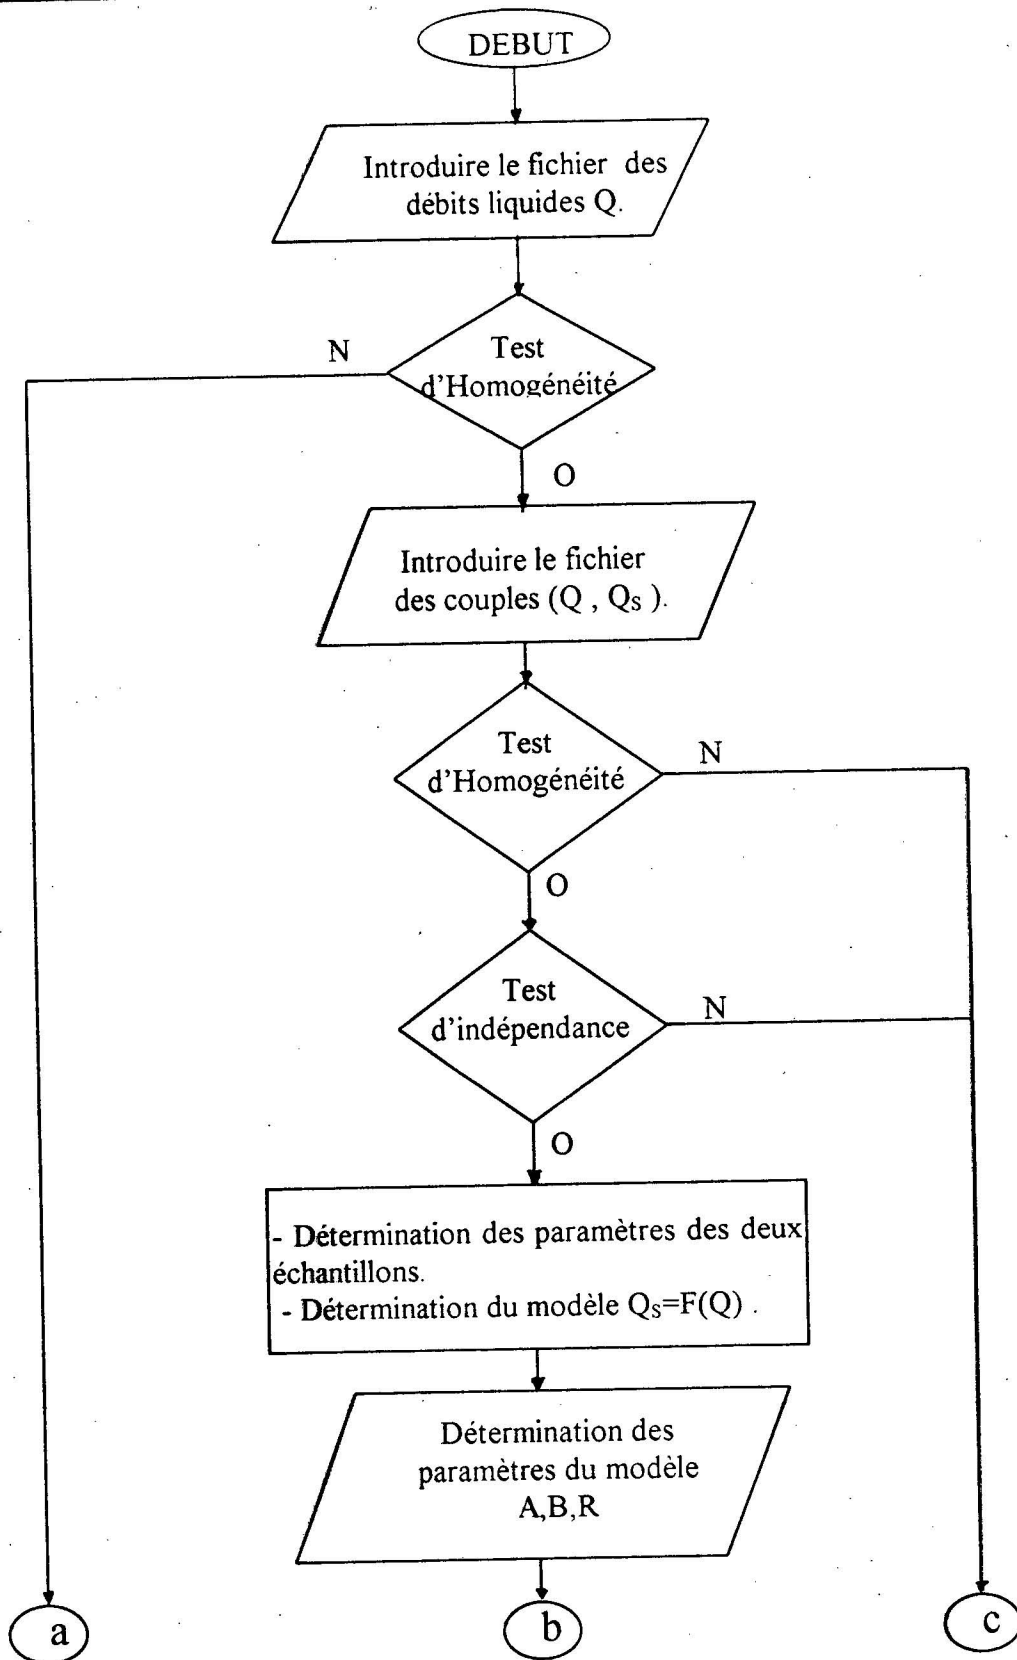 DEBUT
Introduire le fichier des
débits liquides Q.
Test
d'Homogénéité
N
O
Introduire le fichier
des couples (Q , Qs ).
Test
d'Homogénéité
N
O
Test
d'indépendance
N
O
- Détermination des paramètres des deux
échantillons.
- Détermination du modèle Qs=F(Q) .
Détermination des
paramètres du modèle
A,B,R
a
b
c